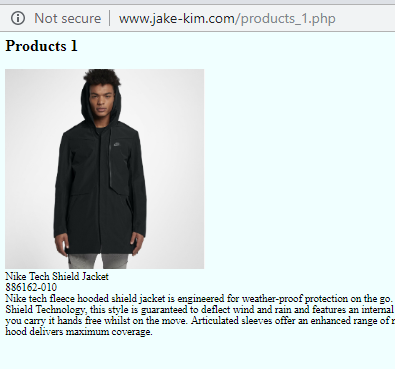 Not secure | www.jake-kim.com/products_1.php
Products 1
Nike Tech Shield Jacket
886162-010
Nike tech fleece hooded shield jacket is engineered for weather-proof protection on the go.
Shield Technology, this style is guaranteed to deflect wind and rain and features an internal
you carry it hands free whilst on the move. Articulated sleeves offer an enhanced range of
hood delivers maximum coverage.